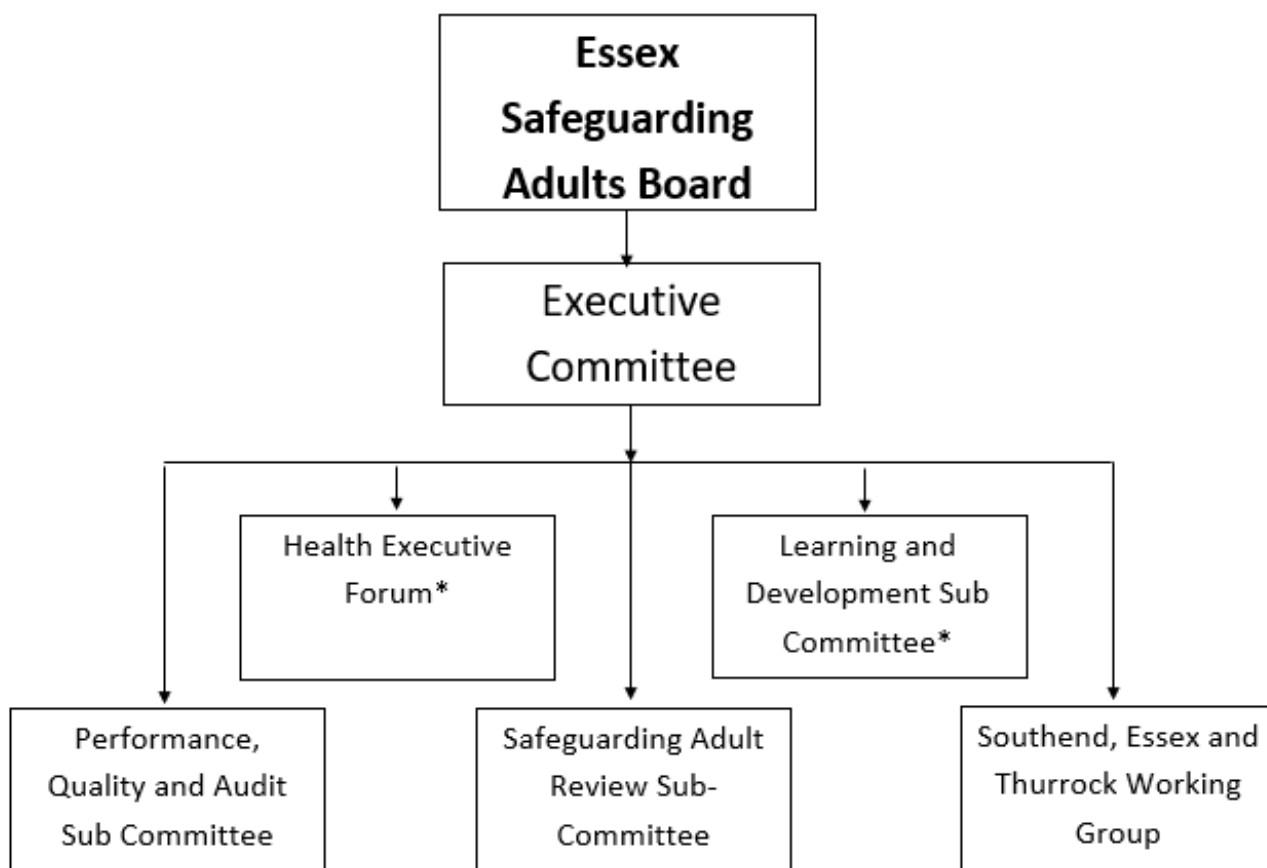 Essex
Safeguarding
Adults Board
Executive
Committee
Health Executive
Forum*
Learning and
Development Sub
Committee*
Performance,
Quality and Audit
Sub Committee
Safeguarding Adult
Review Sub-
Committee
Southend, Essex and
Thurrock Working
Group